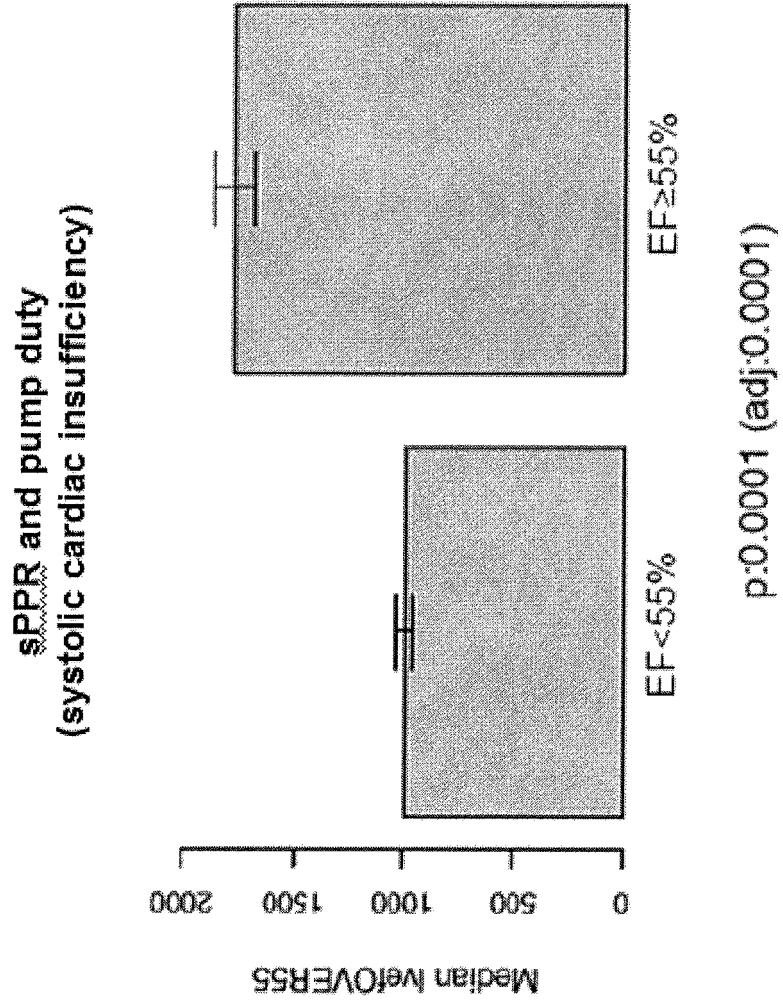 sPPR and pump duty
(systolic cardiac insufficiency)
Median lvefOVER55
2000
1500
1000
500
0
EF<55%
EF≥55%
p:0.0001 (adj:0.0001)